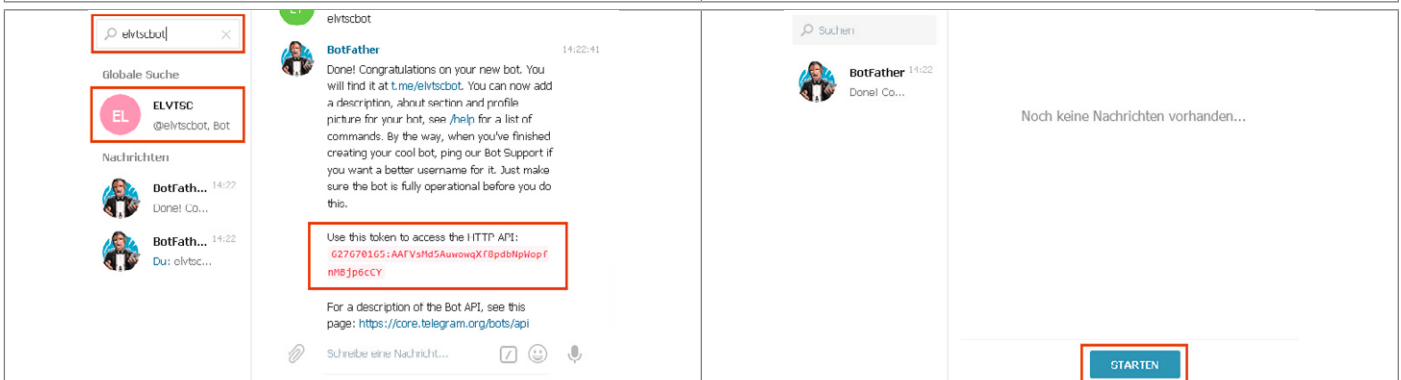 elvtscbot
Globale Suche
ELVTSC
EL
@elvtscbot, Bot
Nachrichten
BotFath... 14:22
Done! Co...
BotFath... 14:22
Du: elvtsc...
elvtscbot
BotFather 14:22:41
Done! Congratulations on your new bot. You
will find it at t.me/elvtscbot. You can now add
a description, about section and profile
picture for your bot, see /help for a list of
commands. By the way, when you've finished
creating your cool bot, ping our Bot Support if
you want a better username for it. Just make
sure the bot is fully operational before you do
this.
Use this token to access the HTTP API:
nMBjp6cCY
For a description of the Bot API, see this
page: https://core.telegram.org/bots/api
Schreibe eine Nachricht...
Suchen
BotFather 14:22
Done! Co...
Noch keine Nachrichten vorhanden...
STARTEN